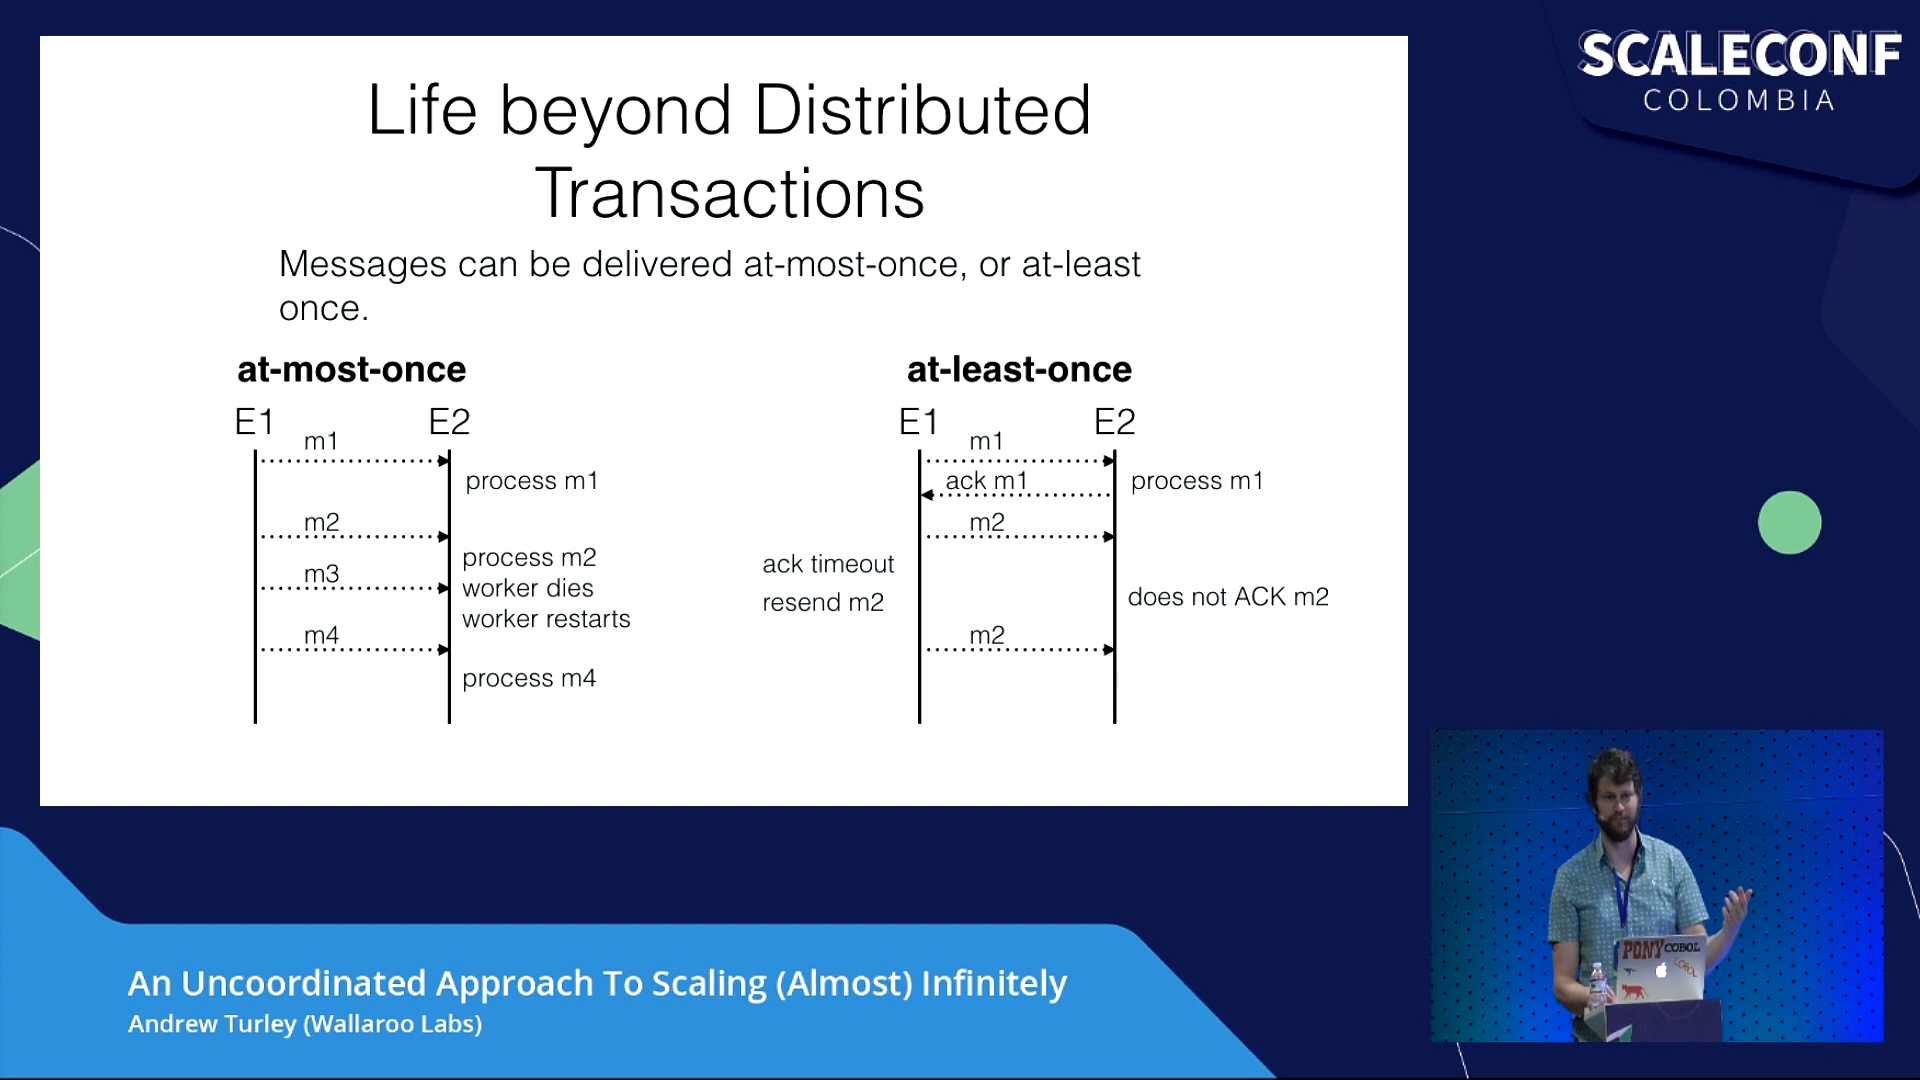 SCALECONF
COLOMBIA
Life beyond Distributed
Transactions
Messages can be delivered at-most-once, or at-least
once.
at-most-once
E1
E2
m1
process m1
m2
process m2
m3
worker dies
worker restarts
m4
process m4
at-least-once
E1
E2
m1
ack m1
process m1
m2
ack timeout
resend m2
does not ACK m2
m2
PONY
COBOL
COBOL
An Uncoordinated Approach To Scaling (Almost) Infinitely
Andrew Turley (Wallaroo Labs)